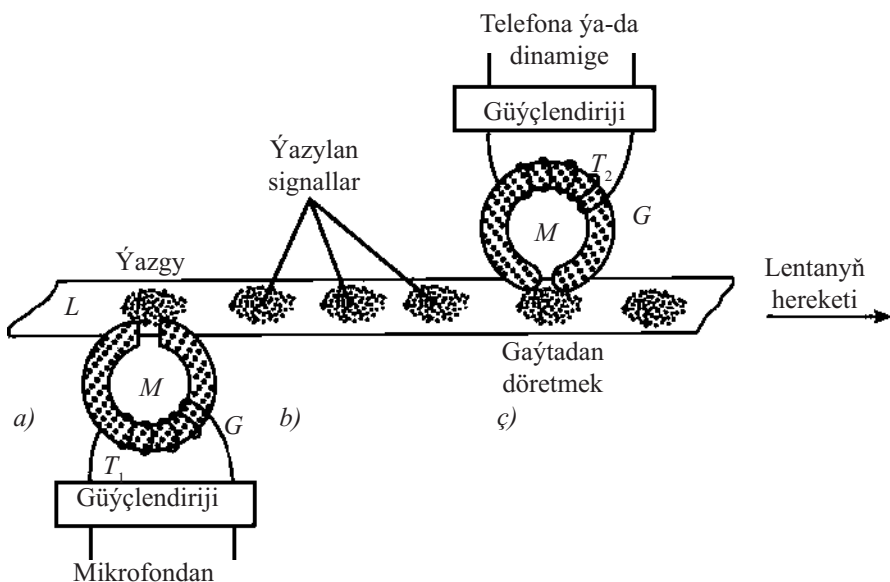 Telefona ýa-da
dinamige
Güýçlendiriji
T₂
Ýazylan
signallar
G
M
Ýazgy
Lentanyň
hereketi
L
Gaýtadan
döretmek
M
a)
G
b)
ç)
T₁
Güýçlendiriji
Mikrofondan